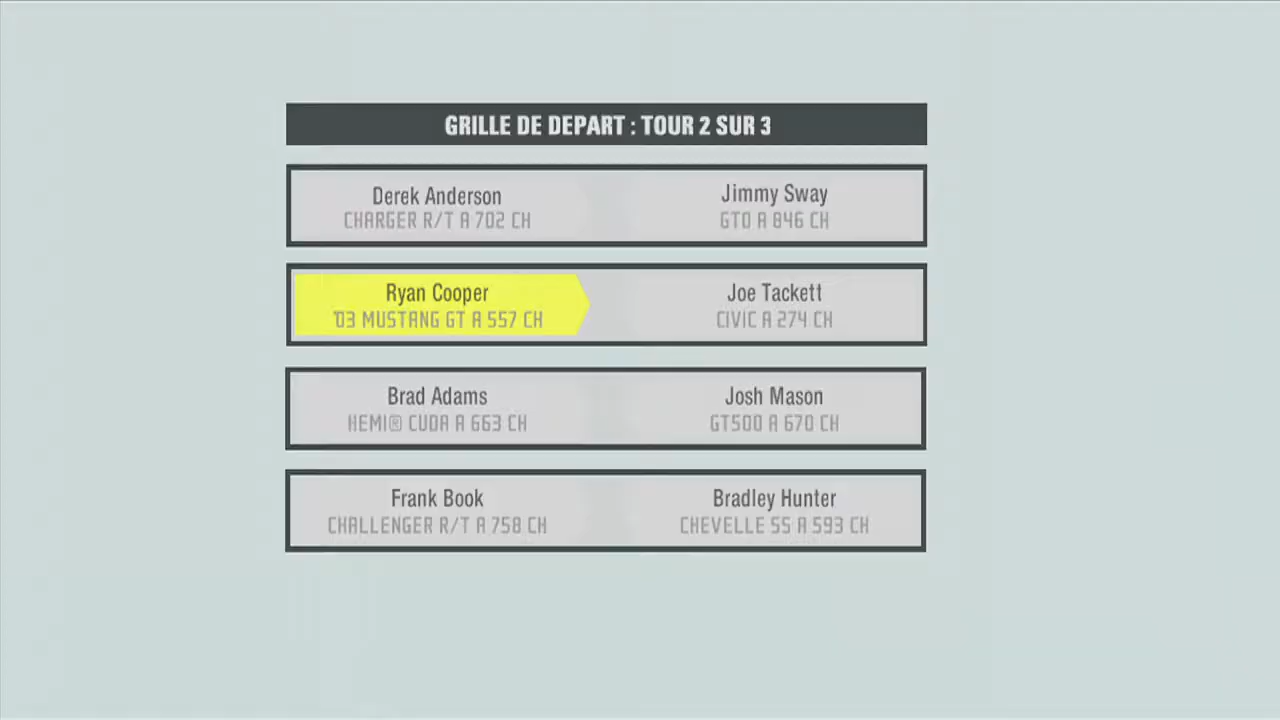 GRILLE DE DEPART : TOUR 2 SUR 3
Derek Anderson
CHARGER R/T A 702 CH
Jimmy Sway
GTO A 846 CH
Ryan Cooper
'03 MUSTANG GT A 557 CH
Joe Tackett
CIVIC A 274 CH
Brad Adams
HEMI® CUDA A 663 CH
Josh Mason
GT500 A 670 CH
Frank Book
CHALLENGER R/T A 758 CH
Bradley Hunter
CHEVELLE SS A 593 CH